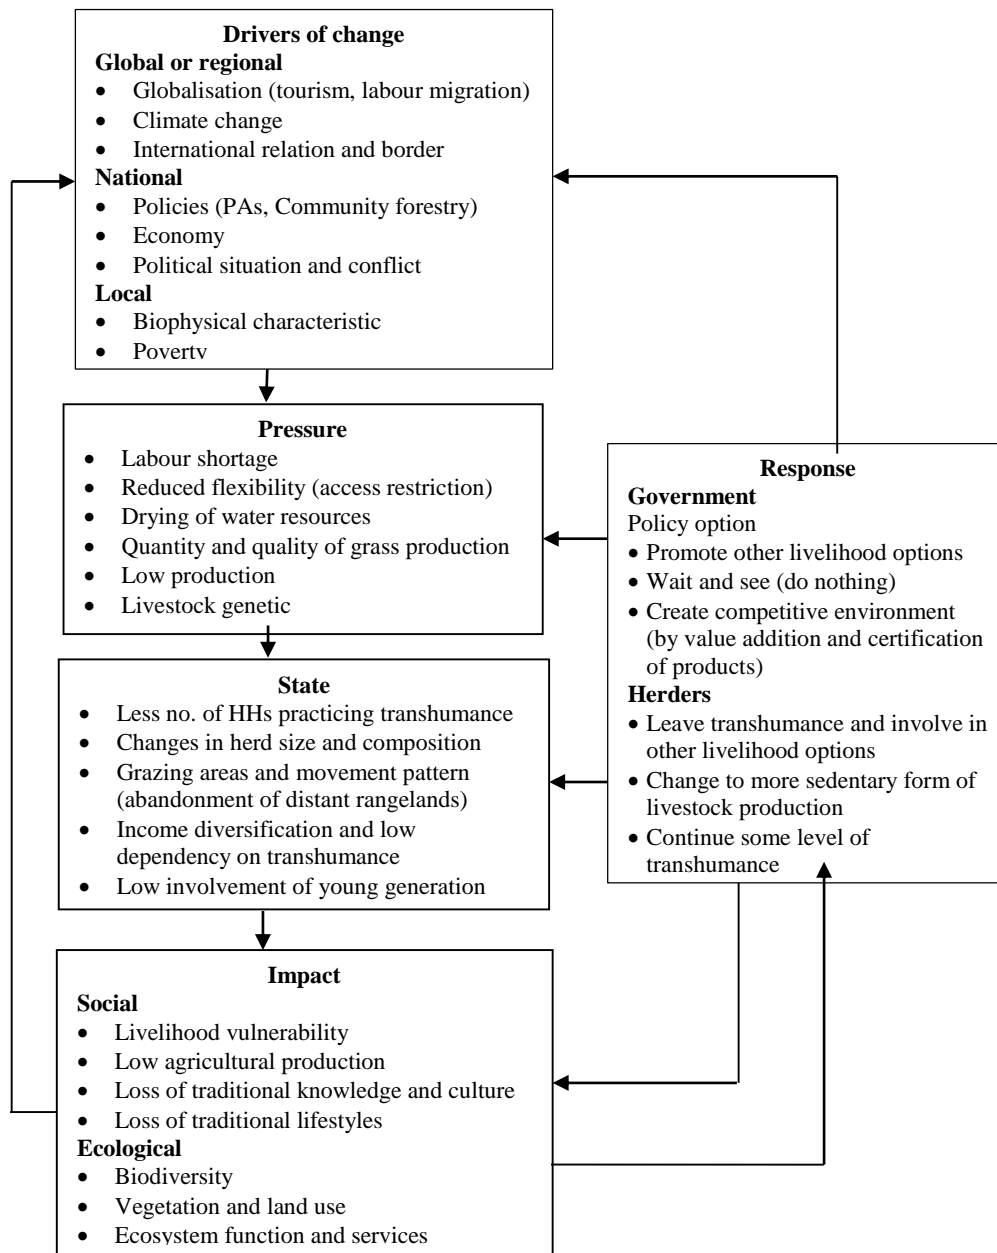 Drivers of change
Global or regional
• Globalisation (tourism, labour migration)
• Climate change
• International relation and border
National
• Policies (PAs, Community forestry)
• Economy
• Political situation and conflict
Local
• Biophysical characteristic
• Poverty
Pressure
• Labour shortage
• Reduced flexibility (access restriction)
• Drying of water resources
• Quantity and quality of grass production
• Low production
• Livestock genetic
State
• Less no. of HHs practicing transhumance
• Changes in herd size and composition
• Grazing areas and movement pattern
(abandonment of distant rangelands)
• Income diversification and low
dependency on transhumance
• Low involvement of young generation
Impact
Social
• Livelihood vulnerability
• Low agricultural production
• Loss of traditional knowledge and culture
• Loss of traditional lifestyles
Ecological
• Biodiversity
• Vegetation and land use
• Ecosystem function and services
Response
Government
Policy option
• Promote other livelihood options
• Wait and see (do nothing)
• Create competitive environment
(by value addition and certification
of products)
Herders
• Leave transhumance and involve in
other livelihood options
• Change to more sedentary form of
livestock production
• Continue some level of
transhumance